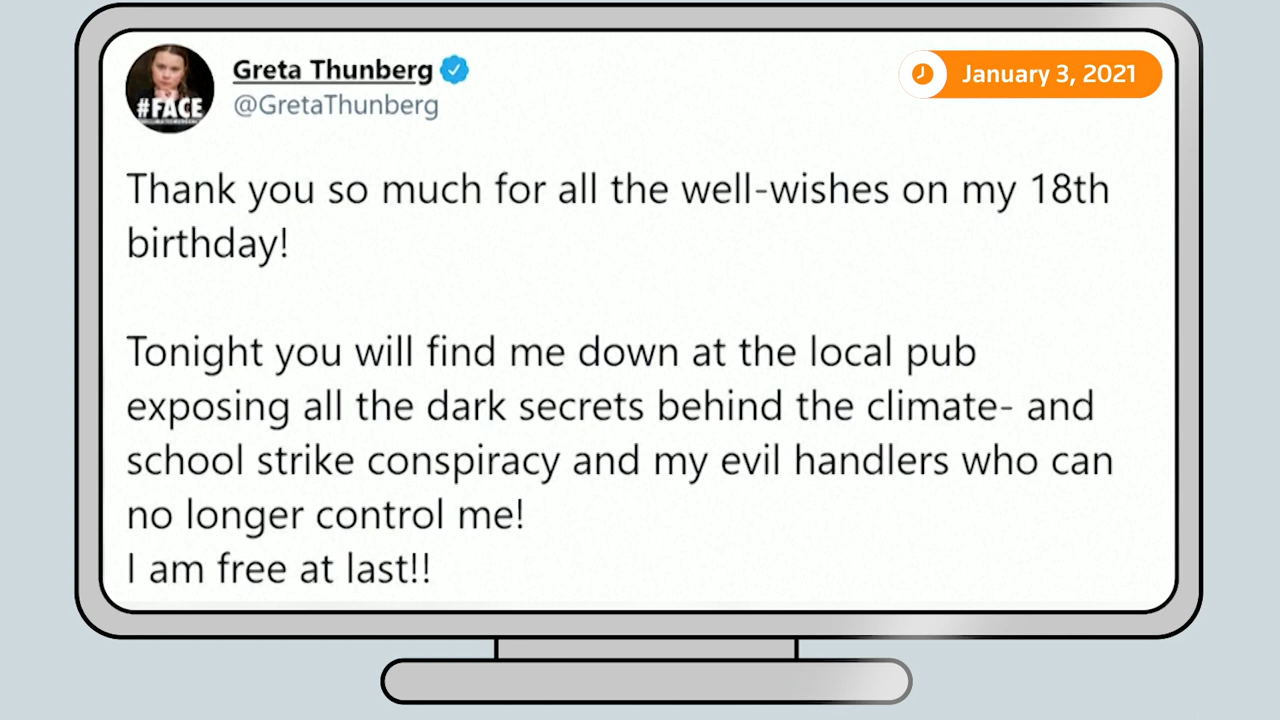 Greta Thunberg
@GretaThunberg
January 3, 2021
#FACE
Thank you so much for all the well-wishes on my 18th
birthday!
Tonight you will find me down at the local pub
exposing all the dark secrets behind the climate- and
school strike conspiracy and my evil handlers who can
no longer control me!
I am free at last!!